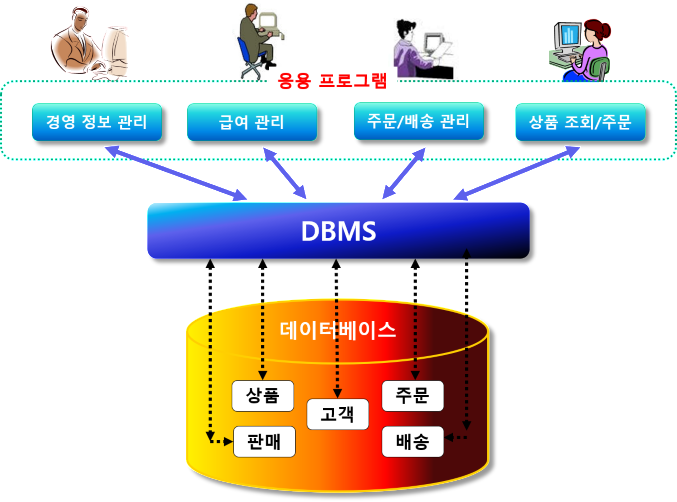 응용 프로그램
경영 정보 관리
급여 관리
주문/배송 관리
상품 조회/주문
DBMS
데이터베이스
상품
고객
주문
판매
배송